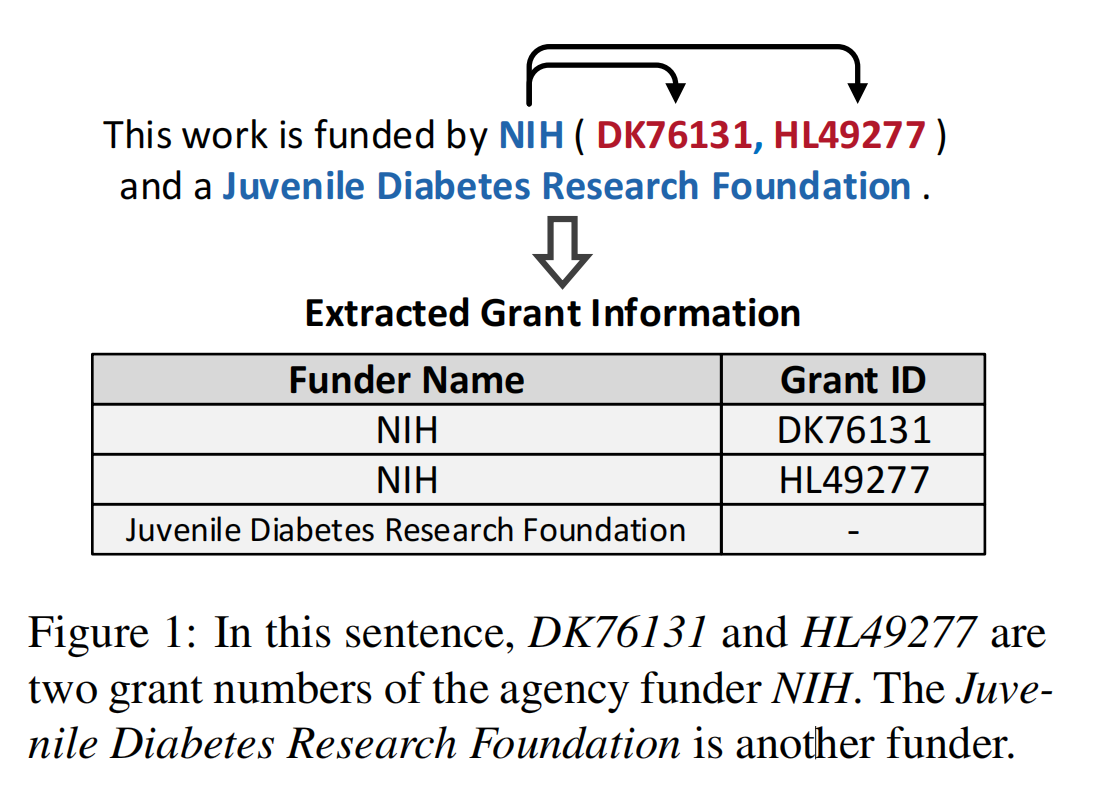 This work is funded by NIH ( DK76131, HL49277 )
and a Juvenile Diabetes Research Foundation .
Extracted Grant Information
Funder Name Grant ID
NIH DK76131
NIH HL49277
Juvenile Diabetes Research Foundation -
Figure 1: In this sentence, DK76131 and HL49277 are
two grant numbers of the agency funder NIH. The Juve-
nile Diabetes Research Foundation is another funder.